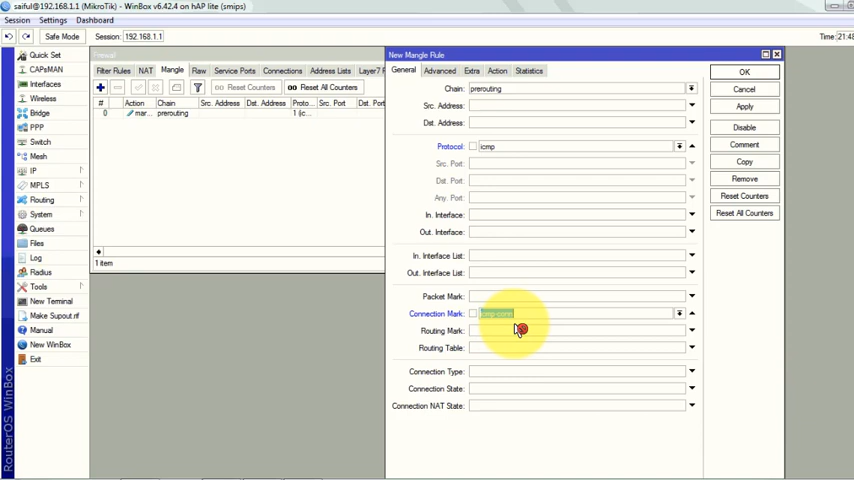 saiful@192.168.1.1 (MikroTik) - WinBox v6.42.4 on hAP lite (smips)
Session Settings Dashboard
Safe Mode Session: 192.168.1.1 Time: 21:48
Quick Set
CAPsMAN
Interfaces
Wireless
Bridge
PPP
Switch
Mesh
IP
MPLS
Routing
System
Queues
Files
Log
Radius
Tools
New Terminal
Make Supout.rif
Manual
New WinBox
Exit
RouterOS WinBox
Firewall
Filter Rules NAT Mangle Raw Service Ports Connections Address Lists Layer7
Reset Counters 00 Reset All Counters
# Action Chain Src. Address Dst. Address Proto... Src. Port Dst. Port
0 mar... prerouting 1 (ic...
1 item
New Mangle Rule
General Advanced Extra Action Statistics
Chain: prerouting
Src. Address:
Dst. Address:
Protocol: icmp
Src. Port:
Dst. Port:
Any. Port:
In. Interface:
Out. Interface:
In. Interface List:
Out. Interface List:
Packet Mark:
Connection Mark:
Routing Mark:
Routing Table:
Connection Type:
Connection State:
Connection NAT State:
OK
Cancel
Apply
Disable
Comment
Copy
Remove
Reset Counters
Reset All Counters